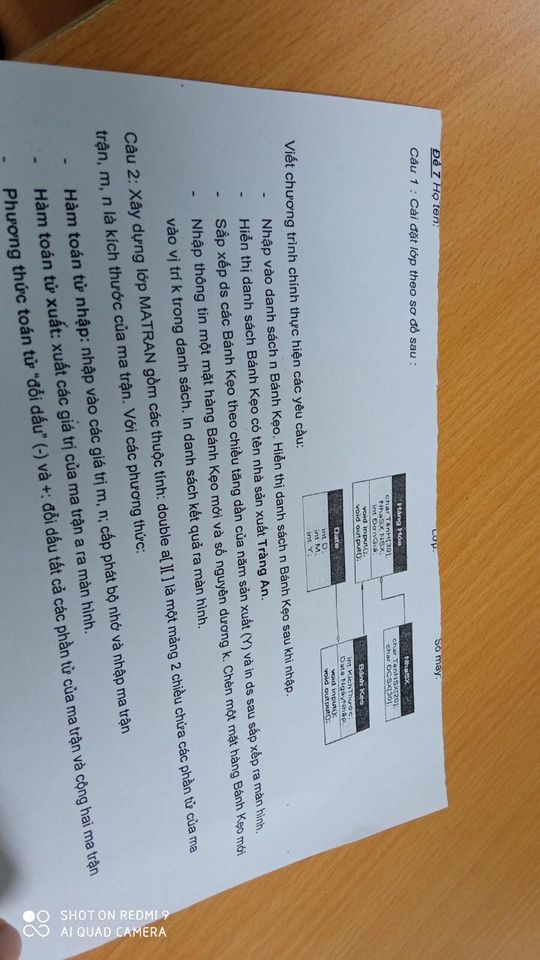 Đề 7 Họ tên: Lớp: Số máy:
Câu 1 : Cài đặt lớp theo sơ đồ sau :
Hàng Hóa
char TênH[30];
NhaSX NSX;
int ĐơnGiá;
void input();
void output();
NhaSX
char TenNSX[20];
char ĐCSX[30];
Bánh Kẹo
int KíchThước;
Date NgàyNhập;
void input();
void output();
Date
int D;
int M;
int Y;
Viết chương trình chính thực hiện các yêu cầu:
- Nhập vào danh sách n Bánh Kẹo. Hiển thị danh sách n Bánh Kẹo sau khi nhập.
- Hiển thị danh sách Bánh Kẹo có tên nhà sản xuất Tràng An.
- Sắp xếp ds các Bánh Kẹo theo chiều tăng dần của năm sản xuất (Y) và in ds sau sắp xếp ra màn hình.
- Nhập thông tin một mặt hàng Bánh Kẹo mới và số nguyên dương k. Chèn một mặt hàng Bánh Kẹo mới
vào vị trí k trong danh sách. In danh sách kết quả ra màn hình.
Câu 2: Xây dựng lớp MATRAN gồm các thuộc tính: double a[ ][ ] là một mảng 2 chiều chứa các phần tử của ma
trận, m, n là kích thước của ma trận. Với các phương thức:
- Hàm toán tử nhập: nhập vào các giá trị m, n; cấp phát bộ nhớ và nhập ma trận
- Hàm toán tử xuất: xuất các giá trị của ma trận a ra màn hình.
- Phương thức toán tử “đổi dấu” (-) và +: đổi dấu tất cả các phần tử của ma trận và cộng hai ma trận
SHOT ON REDMI 9
AI QUAD CAMERA